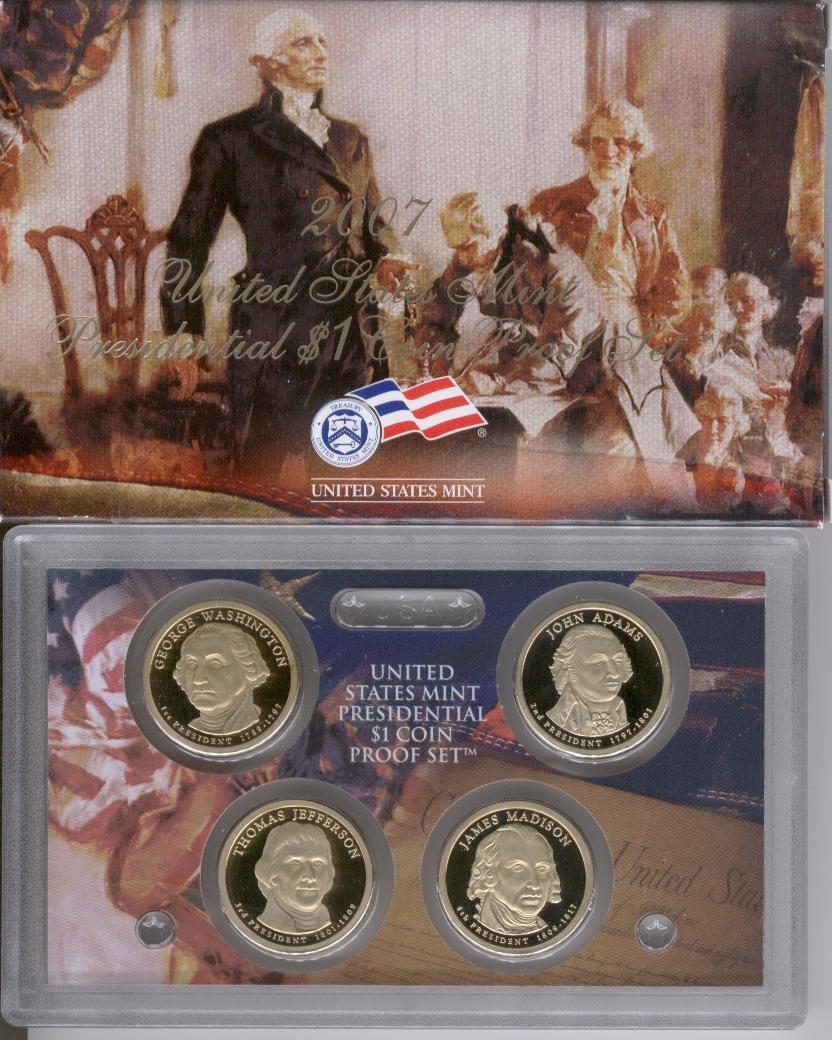 2007
United States Mint
Presidential $1 Coin Proof Set
TREASURY
UNITED STATES MINT
®
UNITED STATES MINT
USA
GEORGE WASHINGTON
1st PRESIDENT 1789-1797
JOHN ADAMS
2nd PRESIDENT 1797-1801
UNITED
STATES MINT
PRESIDENTIAL
$1 COIN
PROOF SET™
THOMAS JEFFERSON
3rd PRESIDENT 1801-1809
JAMES MADISON
4th PRESIDENT 1809-1817
United Sta